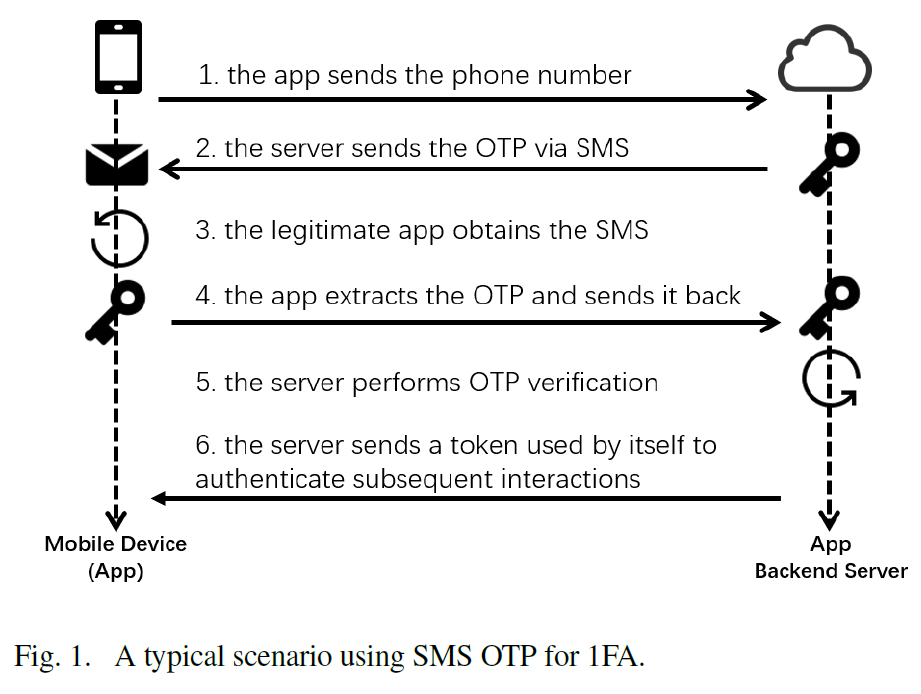 1. the app sends the phone number
2. the server sends the OTP via SMS
3. the legitimate app obtains the SMS
4. the app extracts the OTP and sends it back
5. the server performs OTP verification
6. the server sends a token used by itself to
authenticate subsequent interactions
Mobile Device
(App)
App
Backend Server
Fig. 1. A typical scenario using SMS OTP for 1FA.